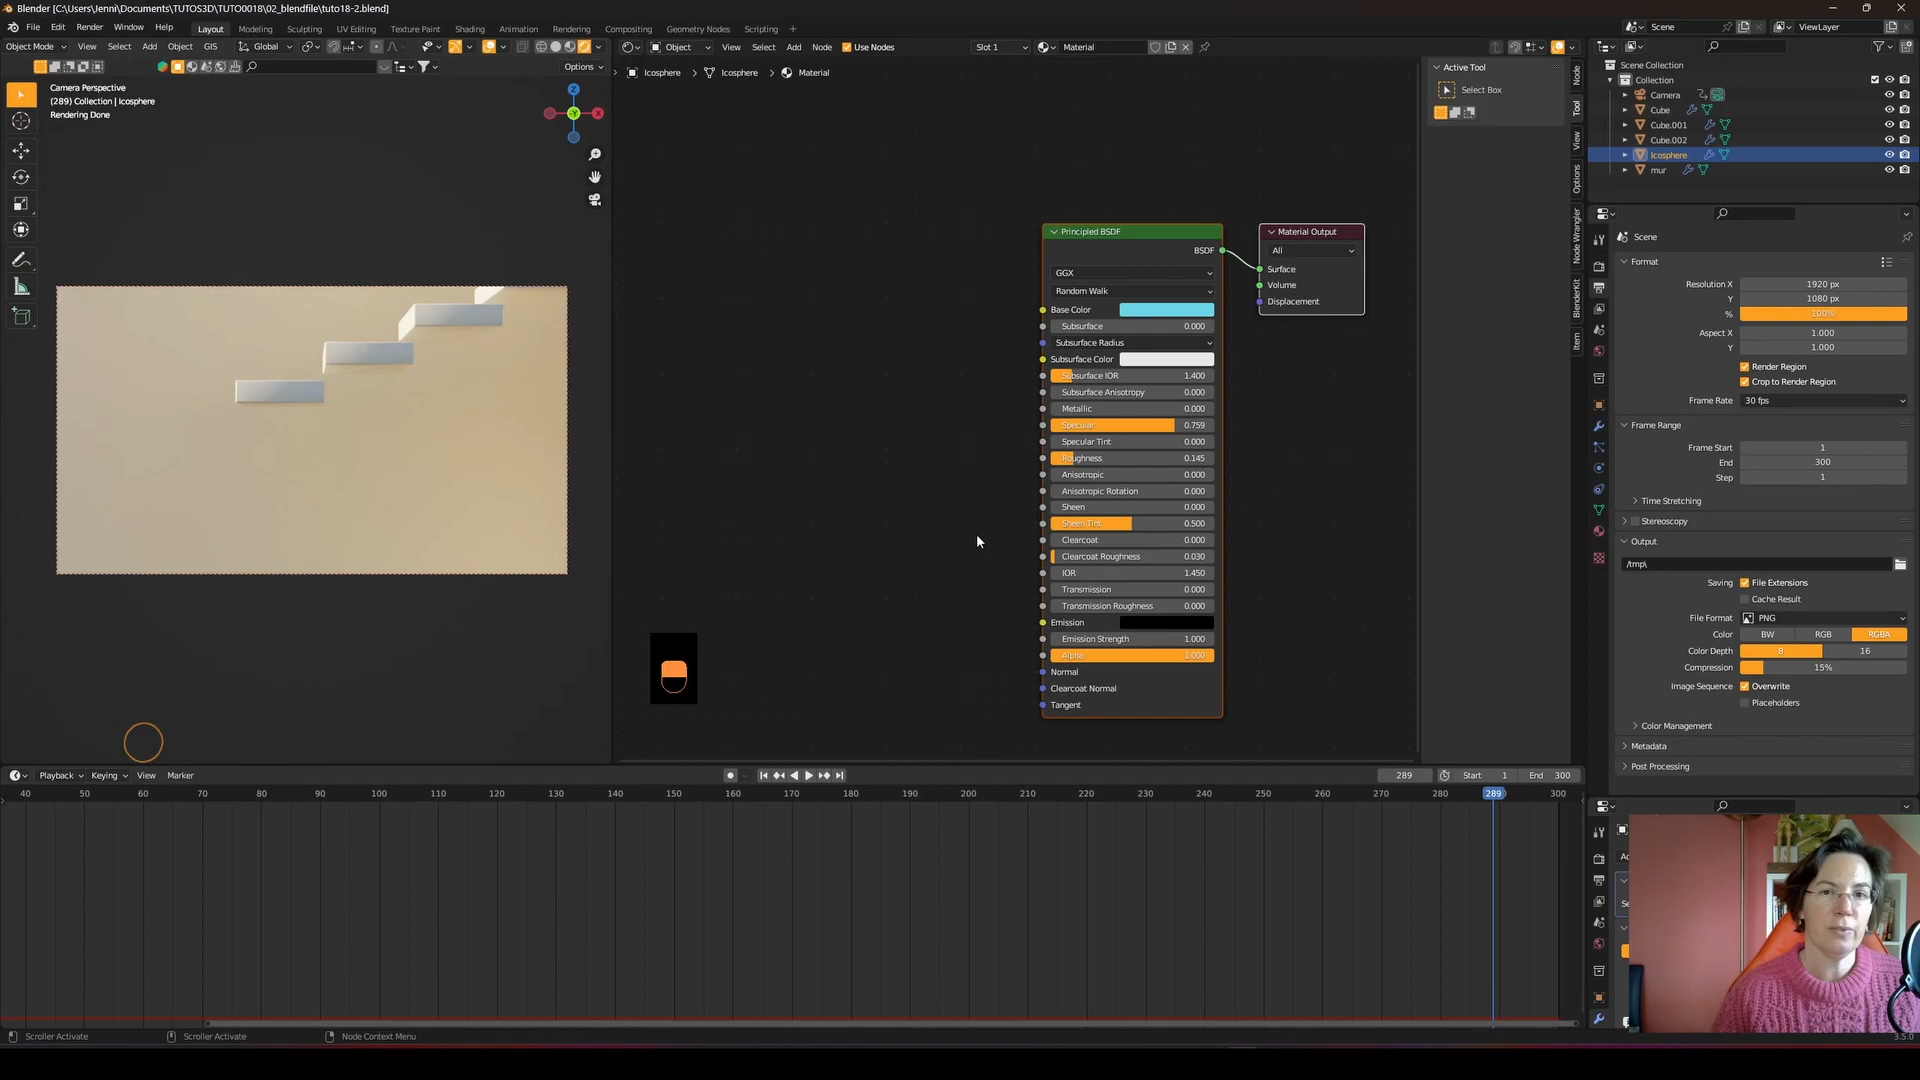 Blender [C:\Users\Jenni\Documents\TUTOS3D\TUTO0018\02_blendfile\tuto18-2.blend]
File Edit Render Window Help Layout Modeling Sculpting UV Editing Texture Paint Shading Animation Rendering Compositing Geometry Nodes Scripting + Scene ViewLayer
Object Mode View Select Add Object GIS Global Object View Select Add Node Use Nodes Slot 1 Material
Options
Icosphere > Icosphere > Material
Camera Perspective
(289) Collection | Icosphere
Rendering Done
Z
X
Y
Active Tool
Select Box
Node
Tool
View
Options
Node Wrangler
BlenderKit
Item
Principled BSDF
BSDF
GGX
Random Walk
Base Color
Subsurface 0.000
Subsurface Radius
Subsurface Color
Subsurface IOR 1.400
Subsurface Anisotropy 0.000
Metallic 0.000
Specular 0.759
Specular Tint 0.000
Roughness 0.145
Anisotropic 0.000
Anisotropic Rotation 0.000
Sheen 0.000
Sheen Tint 0.500
Clearcoat 0.000
Clearcoat Roughness 0.030
IOR 1.450
Transmission 0.000
Transmission Roughness 0.000
Emission
Emission Strength 1.000
Alpha 1.000
Normal
Clearcoat Normal
Tangent
Material Output
All
Surface
Volume
Displacement
Scene Collection
Collection
Camera
Cube
Cube.001
Cube.002
Icosphere
mur
Scene
Format
Resolution X 1920 px
Y 1080 px
% 100%
Aspect X 1.000
Y 1.000
Render Region
Crop to Render Region
Frame Rate 30 fps
Frame Range
Frame Start 1
End 300
Step 1
Time Stretching
Stereoscopy
Output
/tmp\
Saving File Extensions
Cache Result
File Format PNG
Color BW RGB RGBA
Color Depth 8 16
Compression 15%
Image Sequence Overwrite
Placeholders
Color Management
Metadata
Post Processing
Playback Keying View Marker 289 Start 1 End 300
40 50 60 70 80 90 100 110 120 130 140 150 160 170 180 190 200 210 220 230 240 250 260 270 280 289 300
Scroller Activate Scroller Activate Node Context Menu 3.5.0